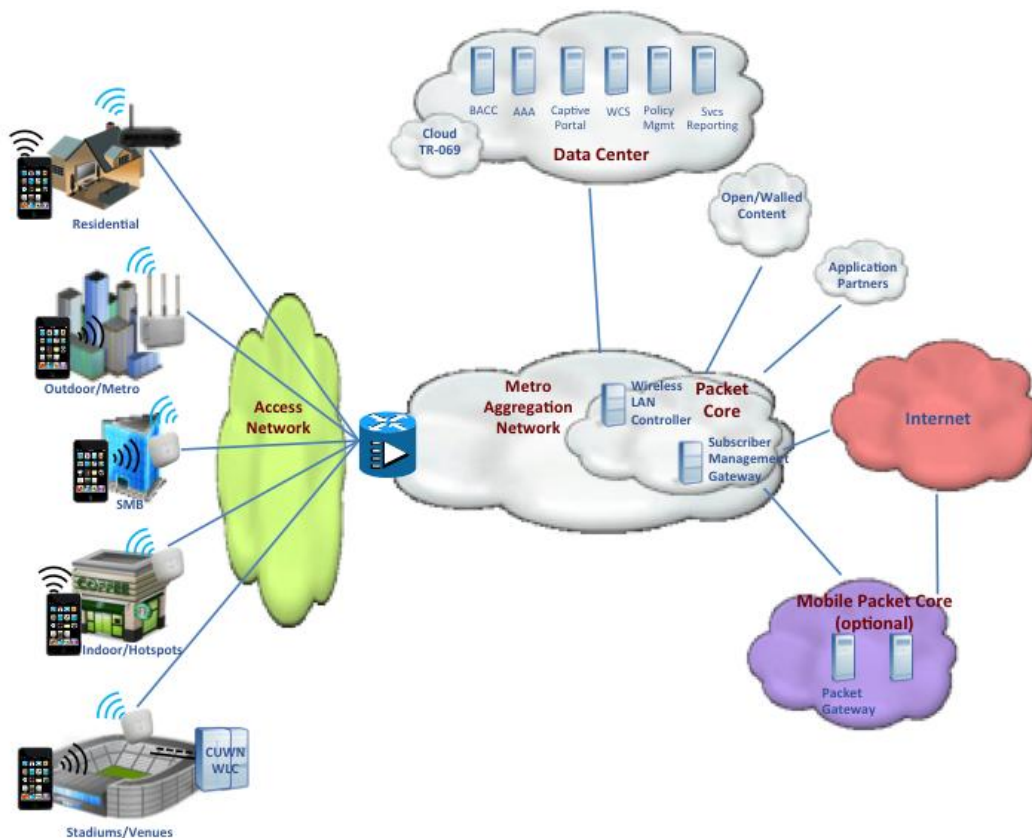 BACC
AAA
Captive
Portal
WCS
Policy
Mgmt
Svcs
Reporting
Cloud
TR-069
Data Center
Open/Walled
Content
Application
Partners
Residential
Outdoor/Metro
SMB
COFFEE
Indoor/Hotspots
CUWN
WLC
Stadiums/Venues
Access
Network
Metro
Aggregation
Network
Wireless
LAN
Controller
Packet
Core
Subscriber
Management
Gateway
Internet
Mobile Packet Core
(optional)
Packet
Gateway